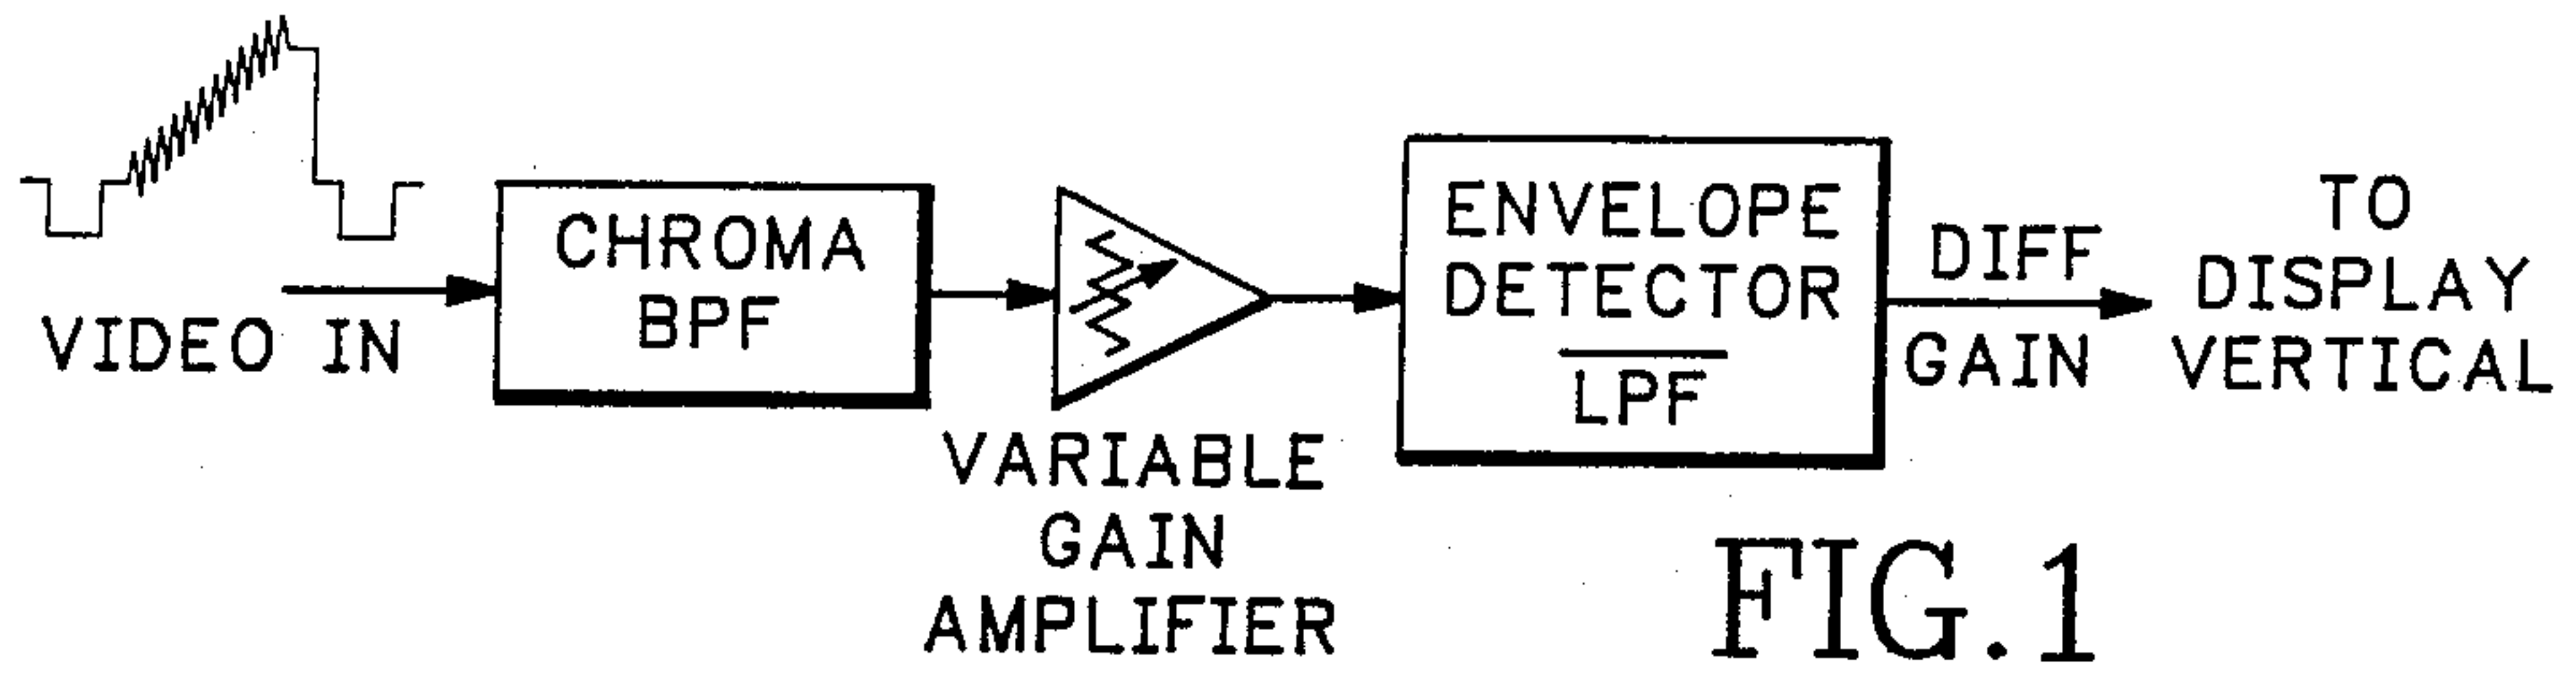 VIDEO IN
CHROMA
BPF
VARIABLE
GAIN
AMPLIFIER
ENVELOPE
DETECTOR
LPF
DIFF
GAIN
TO
DISPLAY
VERTICAL
FIG.1